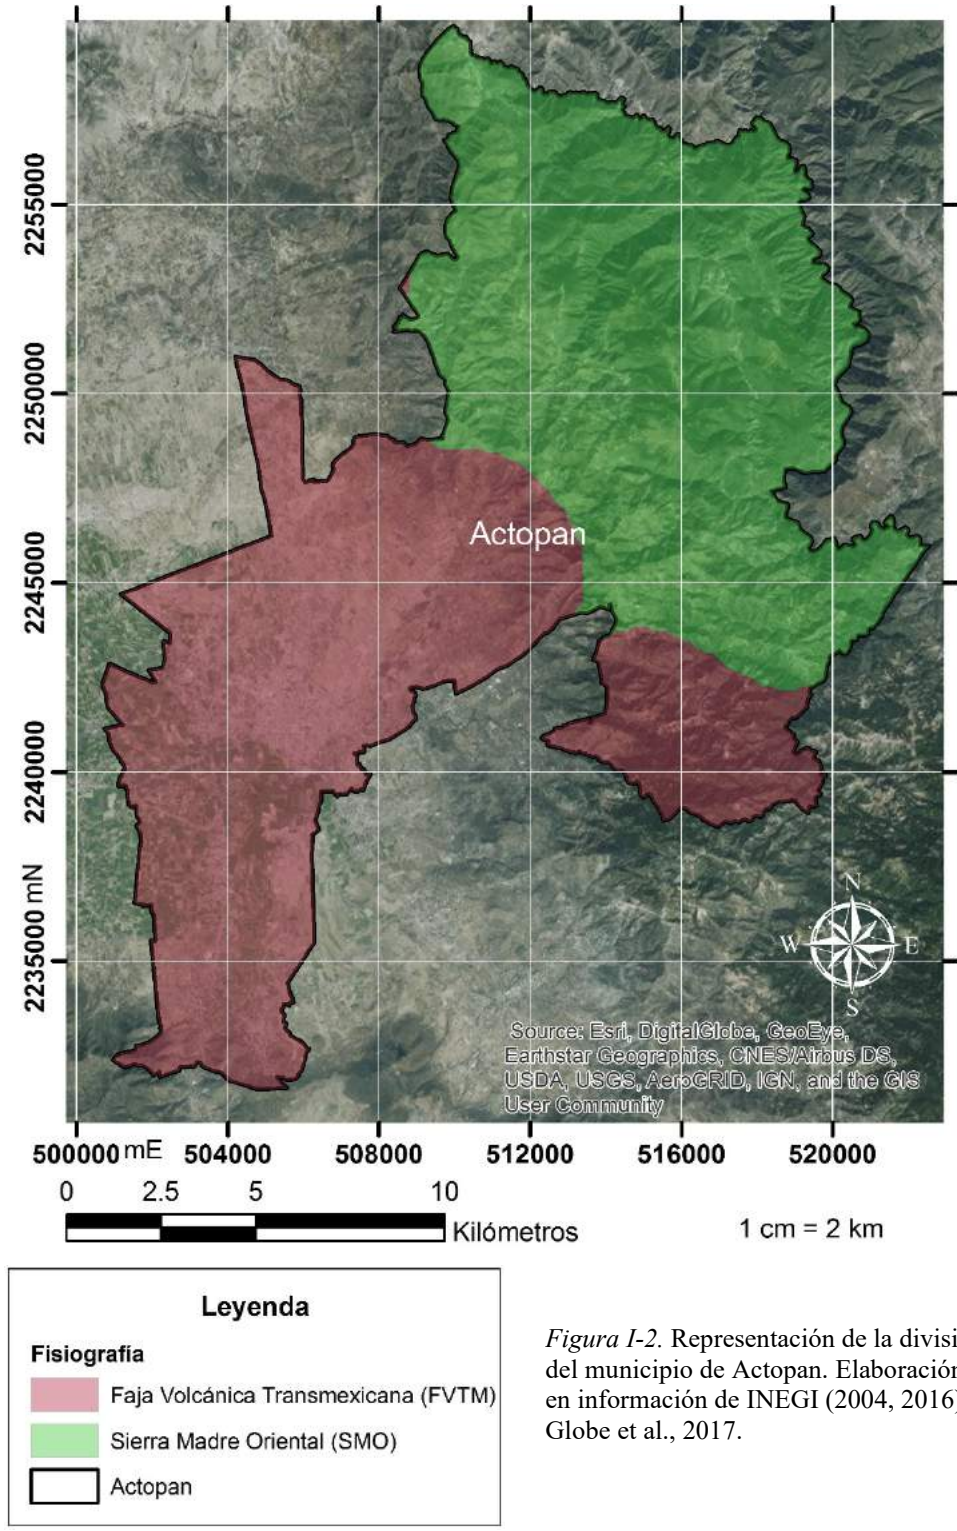 2255000
2250000
2245000
2240000
2235000 mN
Actopan
N
W E
S
Source: Esri, DigitalGlobe, GeoEye,
Earthstar Geographics, CNES/Airbus DS,
USDA, USGS, AeroGRID, IGN, and the GIS
User Community
500000 mE 504000 508000 512000 516000 520000
0 2.5 5 10
Kilómetros
1 cm = 2 km
Leyenda
Fisiografía
Faja Volcánica Transmexicana (FVTM)
Sierra Madre Oriental (SMO)
Actopan
Figura I-2. Representación de la divisi
del municipio de Actopan. Elaboración
en información de INEGI (2004, 2016)
Globe et al., 2017.